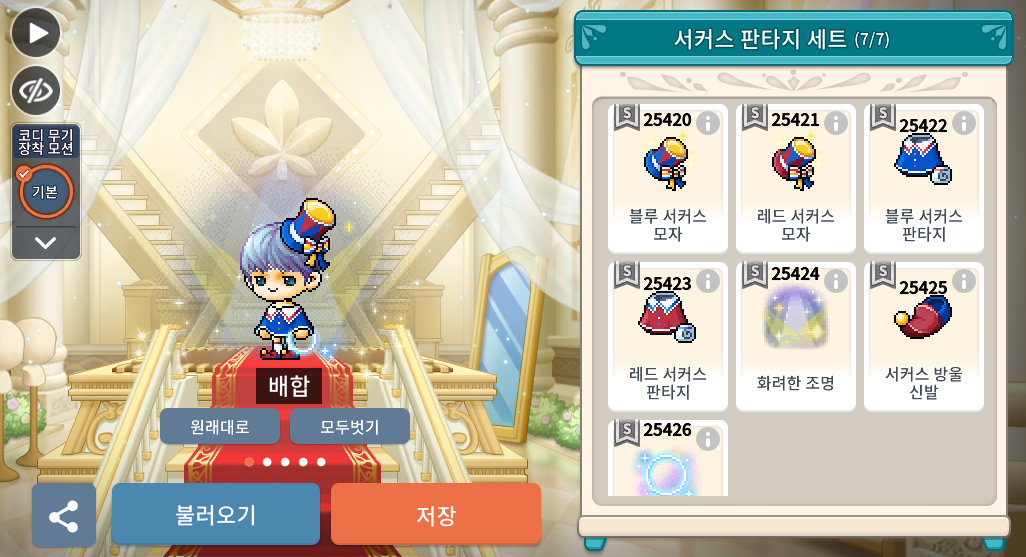 서커스 판타지 세트 (7/7)
코디 무기
장착 모션
기본
배합
원래대로
모두벗기
불러오기
저장
S
25420
블루 서커스
모자
S
25421
레드 서커스
모자
S
25422
블루 서커스
판타지
S
25423
레드 서커스
판타지
S
25424
화려한 조명
S
25425
서커스 방울
신발
S
25426